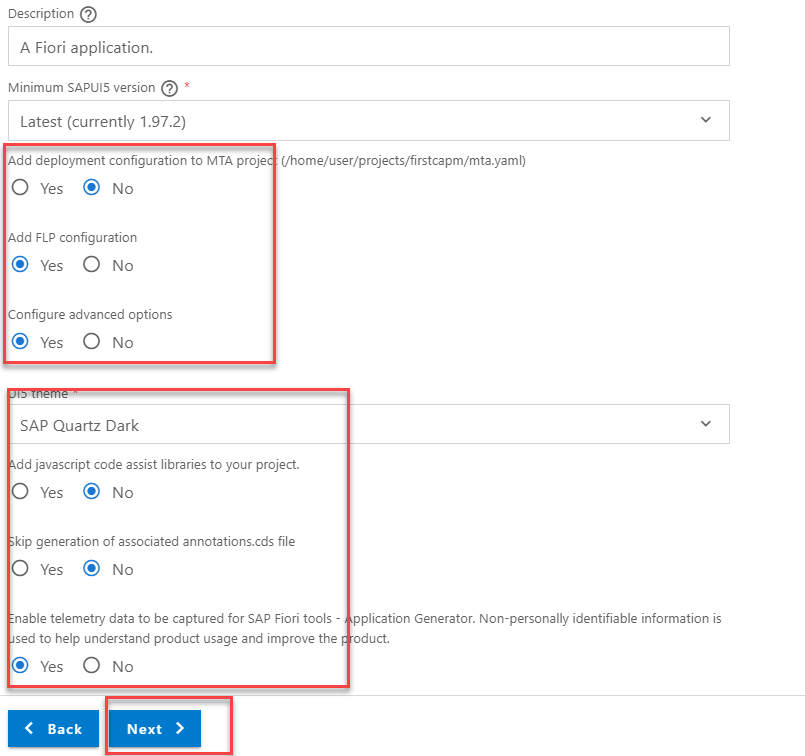 Description ?
A Fiori application.
Minimum SAPUI5 version ? *
Latest (currently 1.97.2)
Add deployment configuration to MTA project (/home/user/projects/firstcapm/mta.yaml)
Yes No
Add FLP configuration
Yes No
Configure advanced options
Yes No
UI5 theme *
SAP Quartz Dark
Add javascript code assist libraries to your project.
Yes No
Skip generation of associated annotations.cds file
Yes No
Enable telemetry data to be captured for SAP Fiori tools - Application Generator. Non-personally identifiable information is
used to help understand product usage and improve the product.
Yes No
Back Next